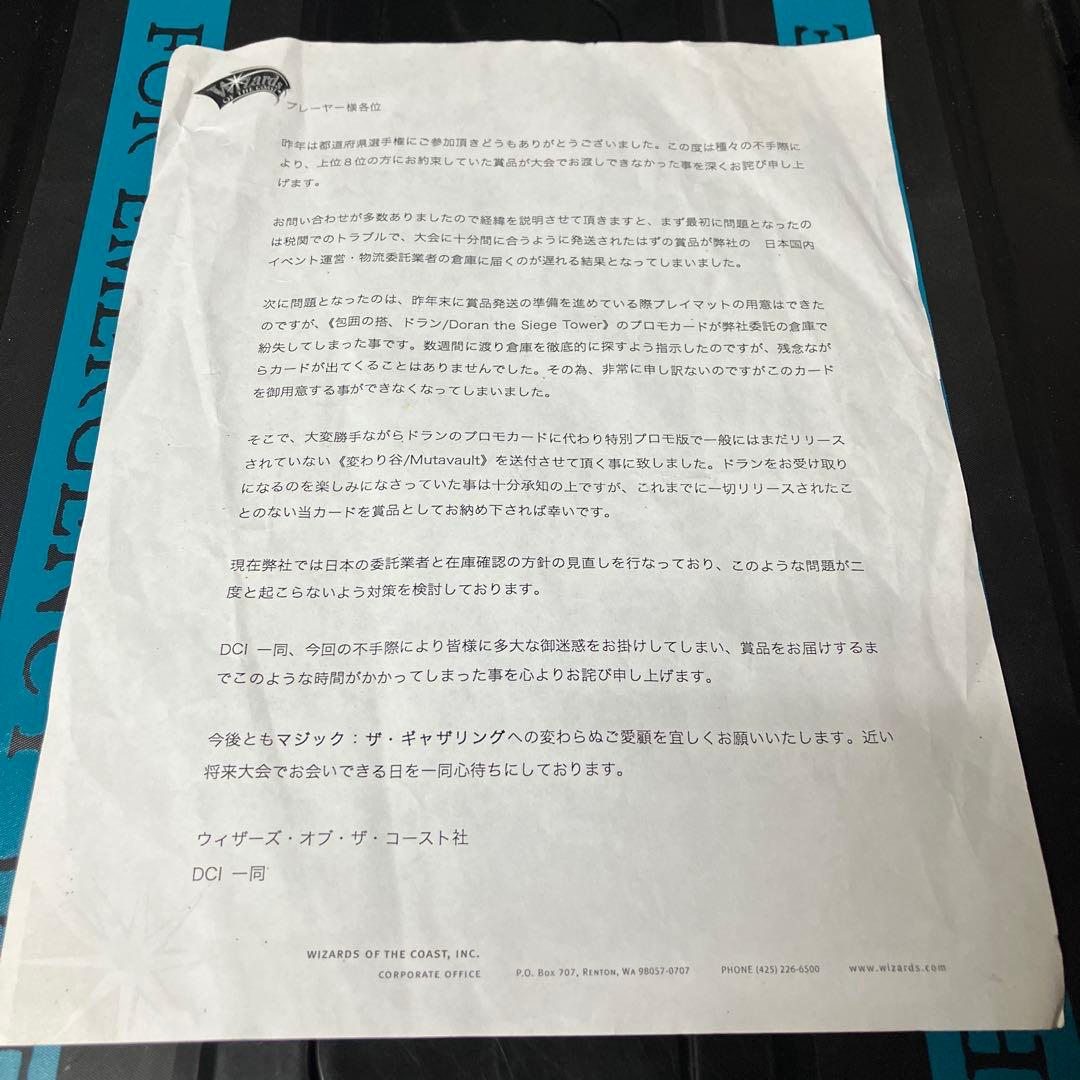 Wizards
OF THE COAST
プレーヤー様各位
昨年は都道府県選手権にご参加頂きどうもありがとうございました。この度は種々の不手際に
より、上位８位の方にお約束していた賞品が大会でお渡しできなかった事を深くお詫び申し上
げます。
お問い合わせが多数ありましたので経緯を説明させて頂きますと、まず最初に問題となったの
は税関でのトラブルで、大会に十分間に合うように発送されたはずの賞品が弊社の 日本国内
イベント運営・物流委託業者の倉庫に届くのが遅れる結果となってしまいました。
次に問題となったのは、昨年末に賞品発送の準備を進めている際プレイマットの用意はできた
のですが、《包囲の搭、ドラン/Doran the Siege Tower》のプロモカードが弊社委託の倉庫で
紛失してしまった事です。数週間に渡り倉庫を徹底的に探すよう指示したのですが、残念なが
らカードが出てくることはありませんでした。その為、非常に申し訳ないのですがこのカード
を御用意する事ができなくなってしまいました。
そこで、大変勝手ながらドランのプロモカードに代わり特別プロモ版で一般にはまだリリース
されていない《変わり谷/Mutavault》を送付させて頂く事に致しました。ドランをお受け取り
になるのを楽しみになさっていた事は十分承知の上ですが、これまでに一切リリースされたこ
とのない当カードを賞品としてお納め下されば幸いです。
現在弊社では日本の委託業者と在庫確認の方針の見直しを行なっており、このような問題が二
度と起こらないよう対策を検討しております。
DCI 一同、今回の不手際により皆様に多大な御迷惑をお掛けしてしまい、賞品をお届けするま
でこのような時間がかかってしまった事を心よりお詫び申し上げます。
今後ともマジック：ザ・ギャザリングへの変わらぬご愛顧を宜しくお願いいたします。近い
将来大会でお会いできる日を一同心待ちにしております。
ウィザーズ・オブ・ザ・コースト社
DCI 一同
WIZARDS OF THE COAST, INC.
CORPORATE OFFICE P.O. Box 707, RENTON, WA 98057-0707 PHONE (425) 226-6500 www.wizards.com
FOR EMERGENCY